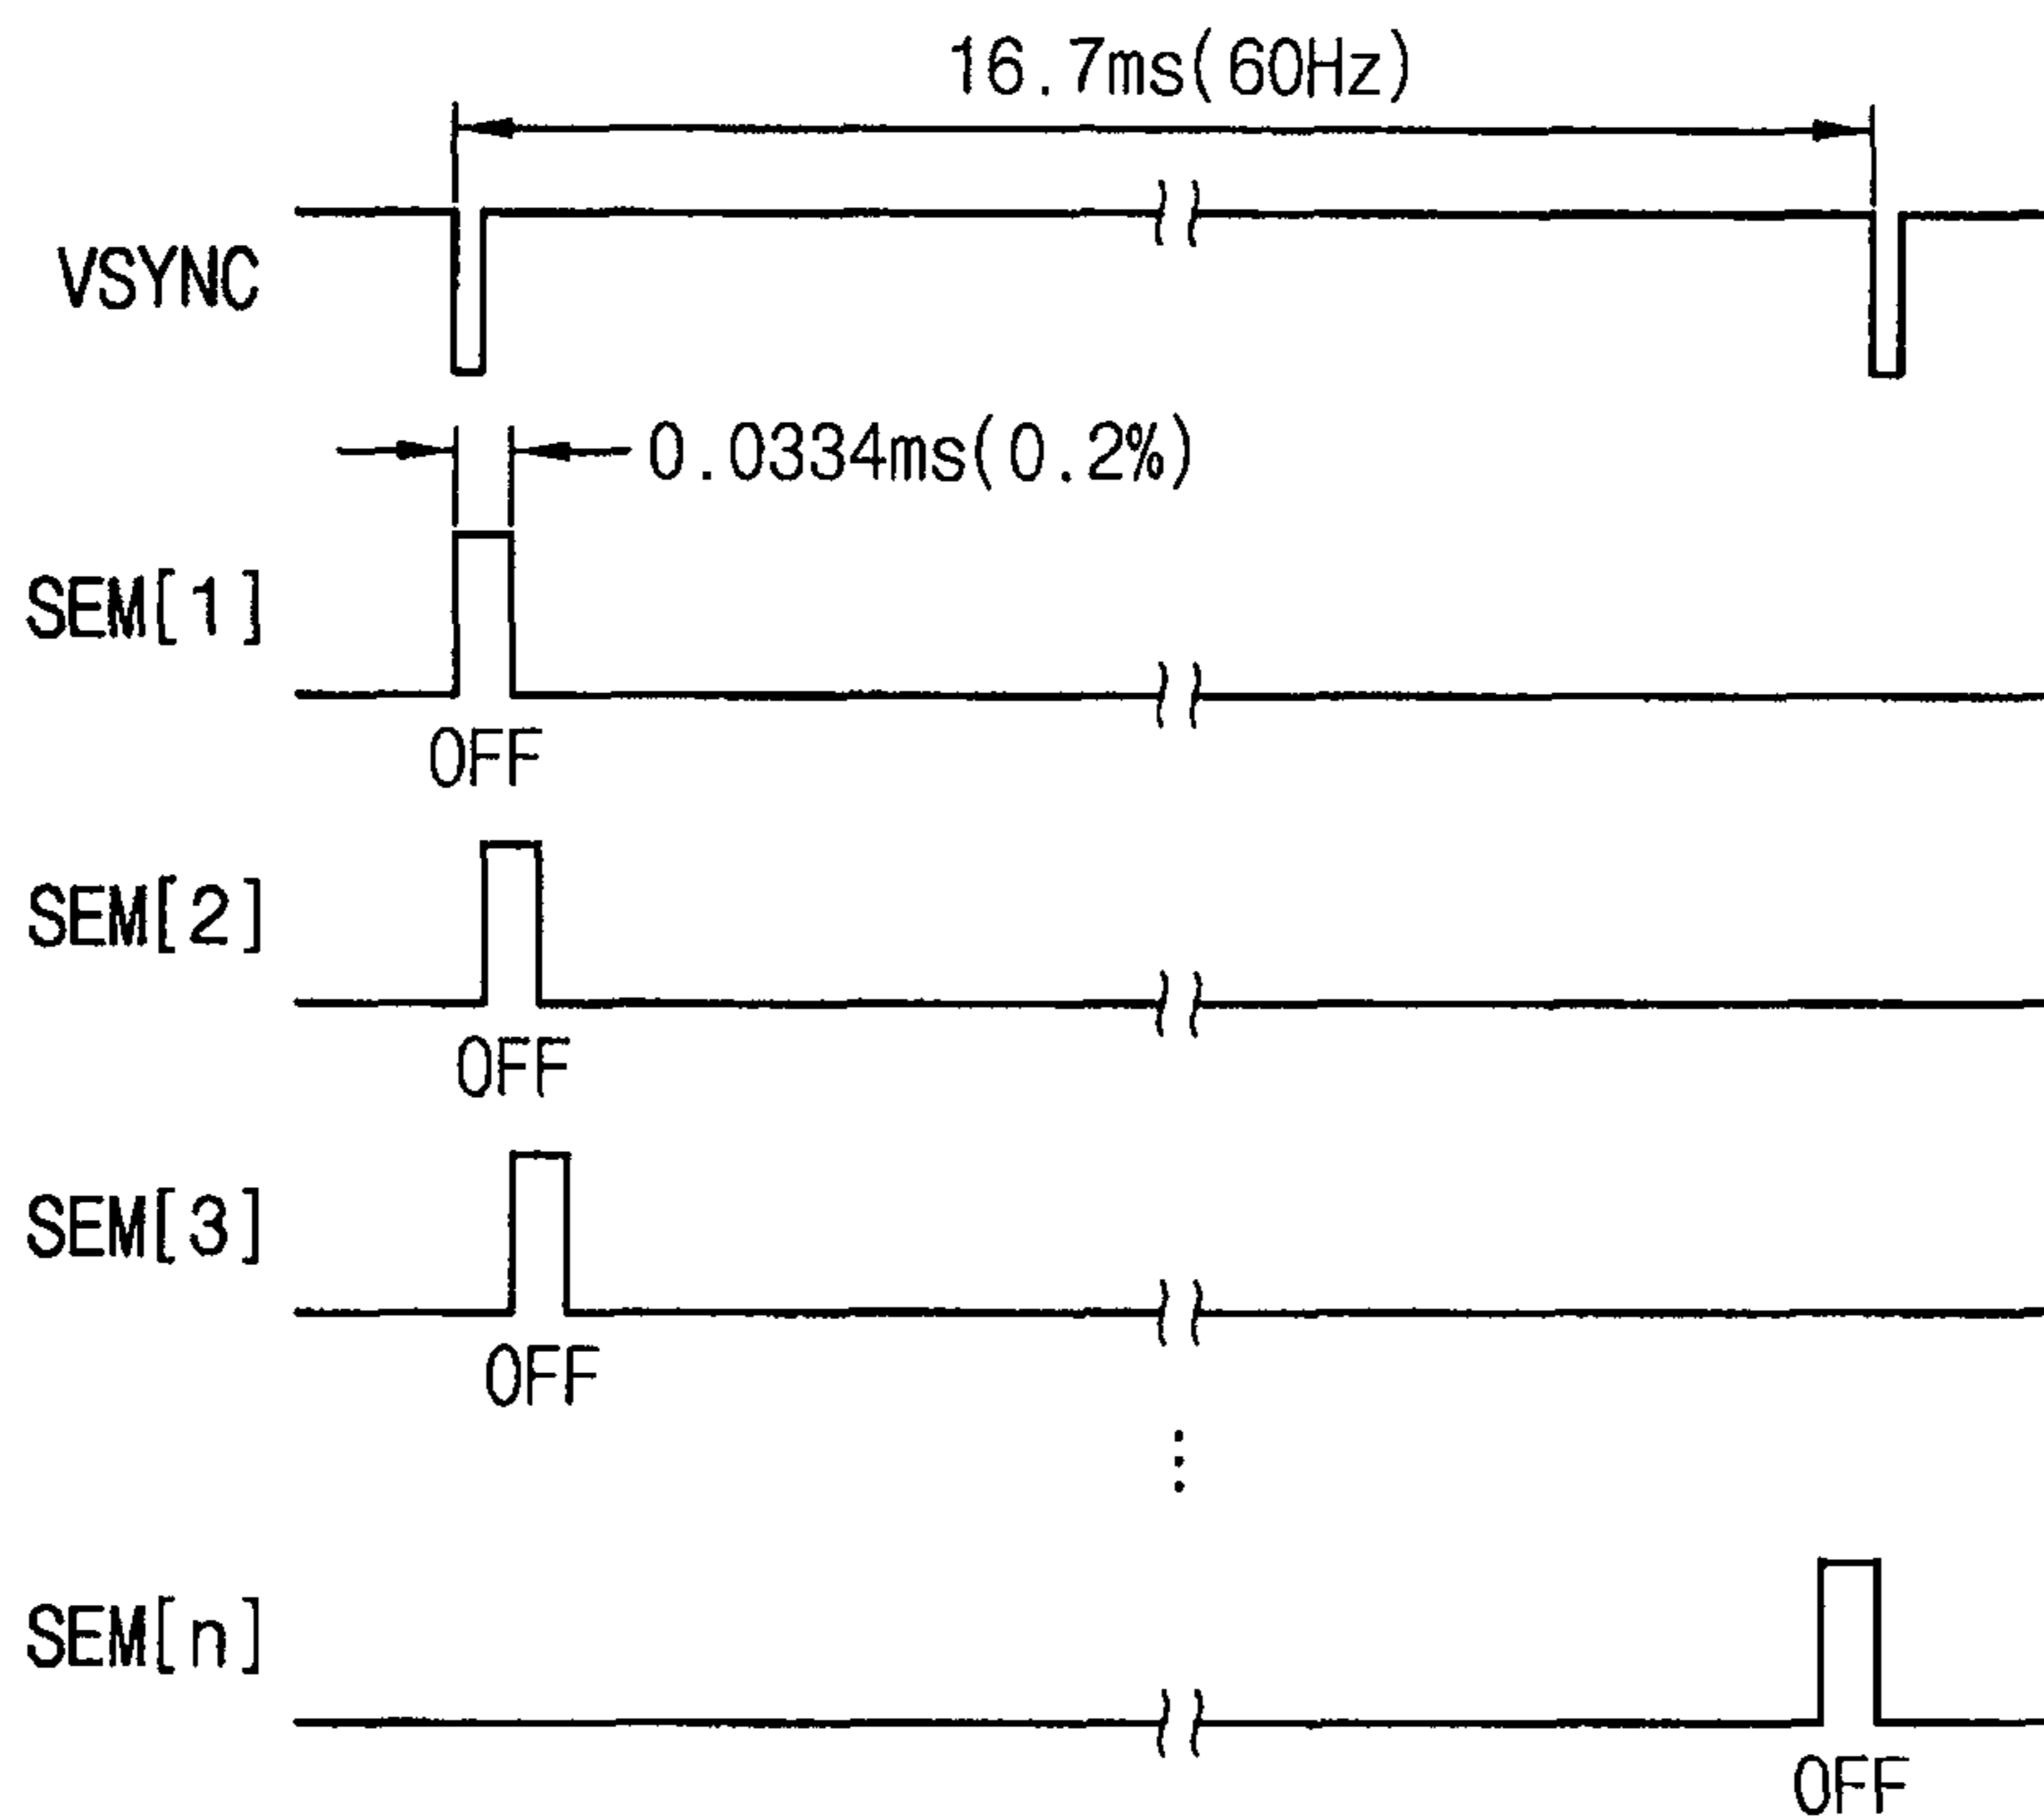 16.7ms(60Hz)
VSYNC
0.0334ms(0.2%)
SEM[1]
OFF
SEM[2]
OFF
SEM[3]
OFF
SEM[n]
OFF